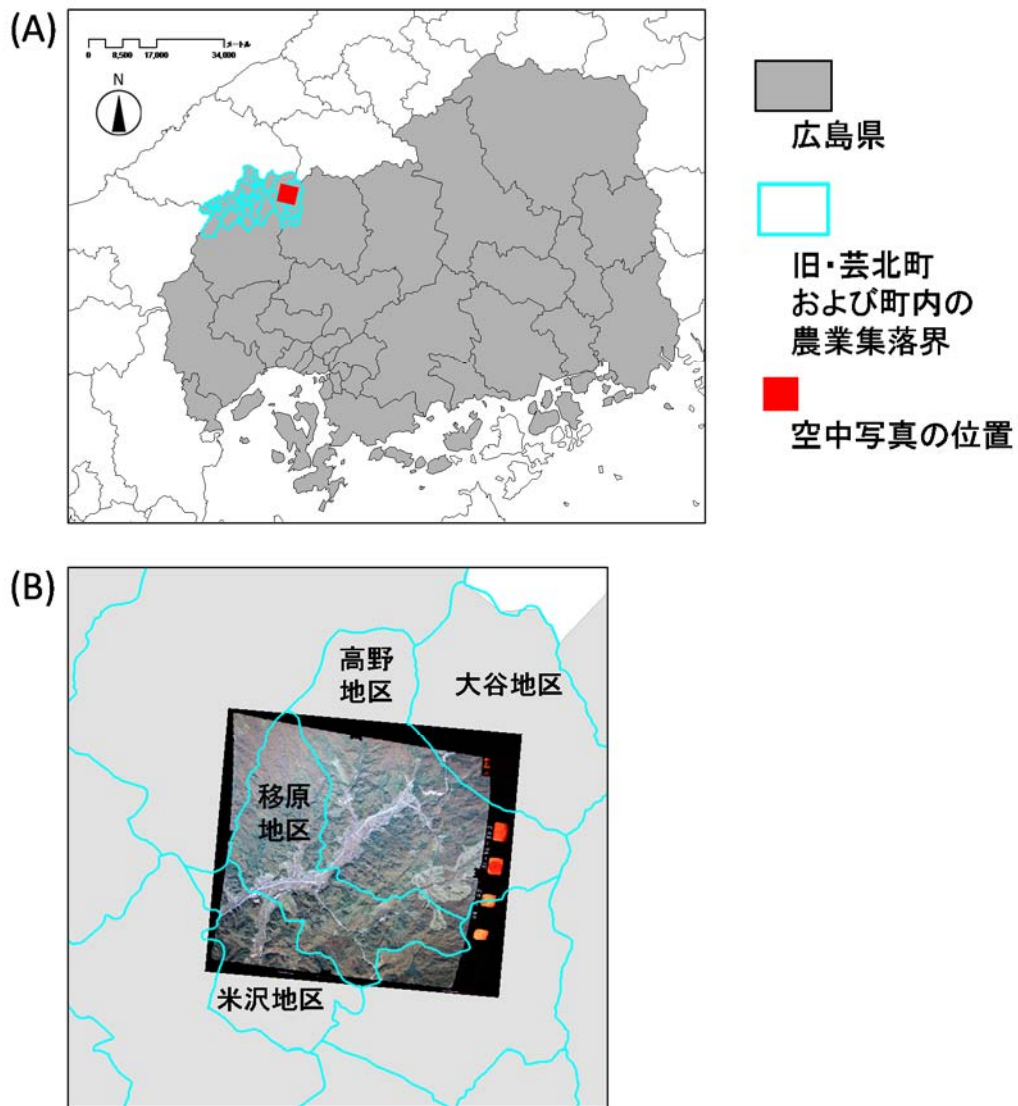 (A)
メートル
0 8,500 17,000 34,000
N
広島県
旧・芸北町
および町内の
農業集落界
空中写真の位置
(B)
高野
地区
大谷地区
移原
地区
米沢地区